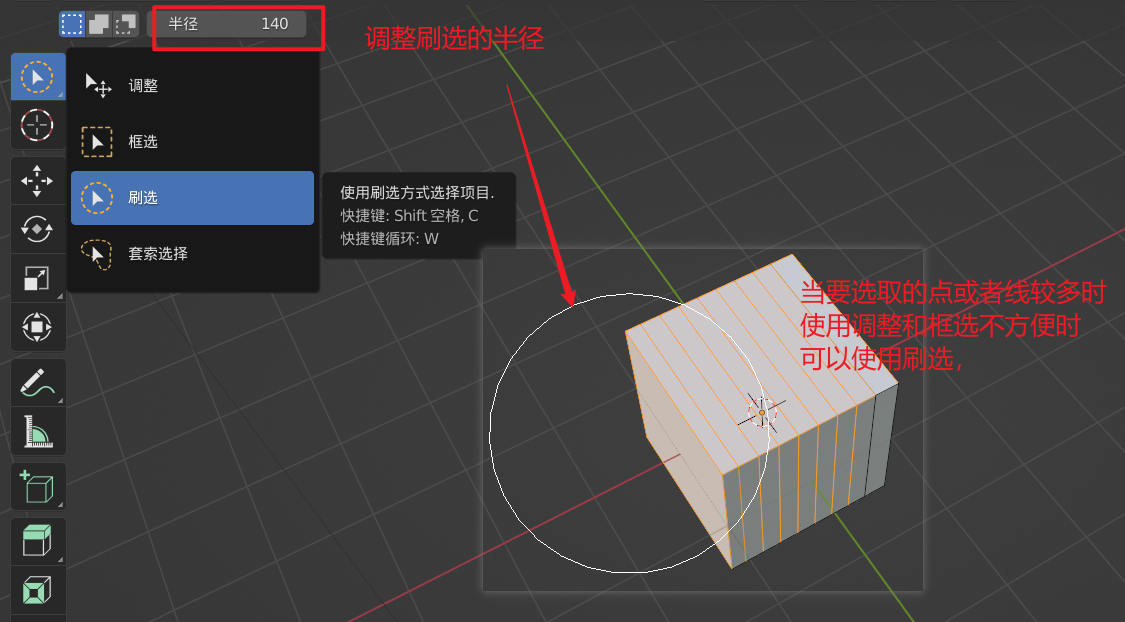 半径 140
调整刷选的半径
调整
框选
刷选
使用刷选方式选择项目.
快捷键: Shift 空格, C
快捷键循环: W
套索选择
当要选取的点或者线较多时
使用调整和框选不方便时
可以使用刷选，